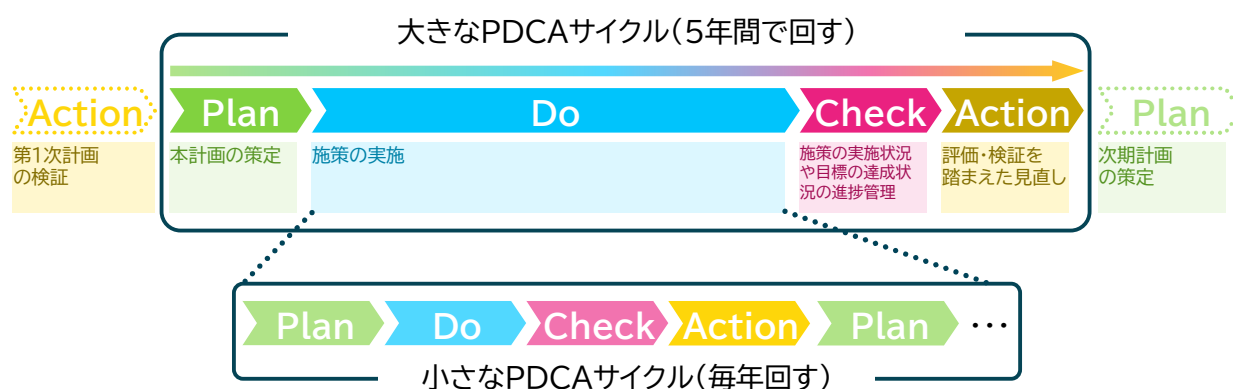 大きなPDCAサイクル(5年間で回す)
Action
Plan
Do
Check
Action
Plan
第1次計画
の検証
本計画の策定
施策の実施
施策の実施状況
や目標の達成状
況の進捗管理
評価・検証を
踏まえた見直し
次期計画
の策定
Plan
Do
Check
Action
Plan
…
小さなPDCAサイクル(毎年回す)